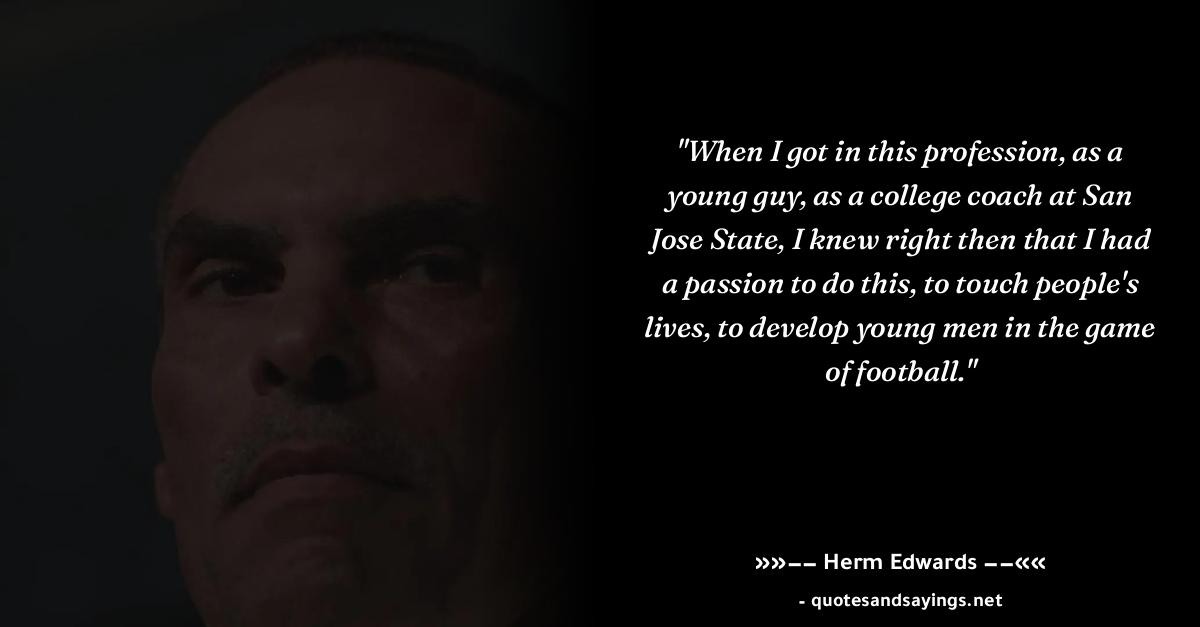 "When I got in this profession, as a
young guy, as a college coach at San
Jose State, I knew right then that I had
a passion to do this, to touch people's
lives, to develop young men in the game
of football."
»»−− Herm Edwards −−««
- quotesandsayings.net